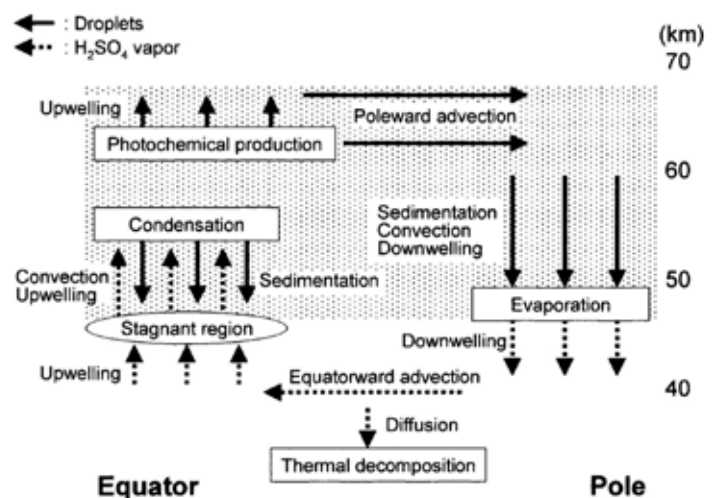 : Droplets
: H₂SO₄ vapor
(km)
70
Upwelling
Poleward advection
Photochemical production
60
Condensation
Sedimentation
Convection
Downwelling
Convection
Upwelling
Sedimentation
50
Evaporation
Stagnant region
Downwelling
Upwelling
Equatorward advection
40
Diffusion
Thermal decomposition
Equator
Pole